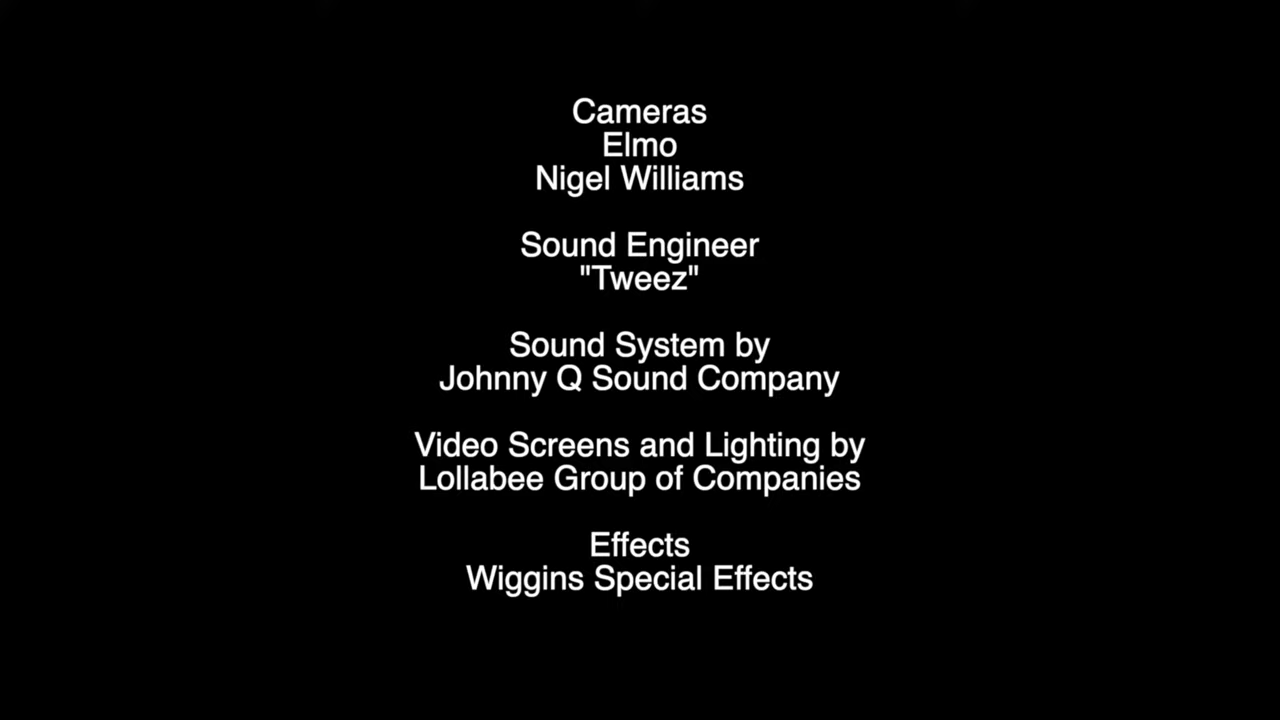 Cameras
Elmo
Nigel Williams
Sound Engineer
"Tweez"
Sound System by
Johnny Q Sound Company
Video Screens and Lighting by
Lollabee Group of Companies
Effects
Wiggins Special Effects